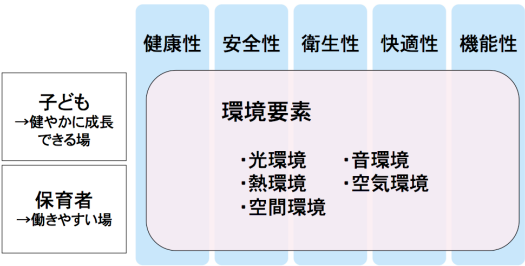 健康性 安全性 衛生性 快適性 機能性
子ども
→健やかに成長
できる場
保育者
→働きやすい場
環境要素
・光環境 ・音環境
・熱環境 ・空気環境
・空間環境